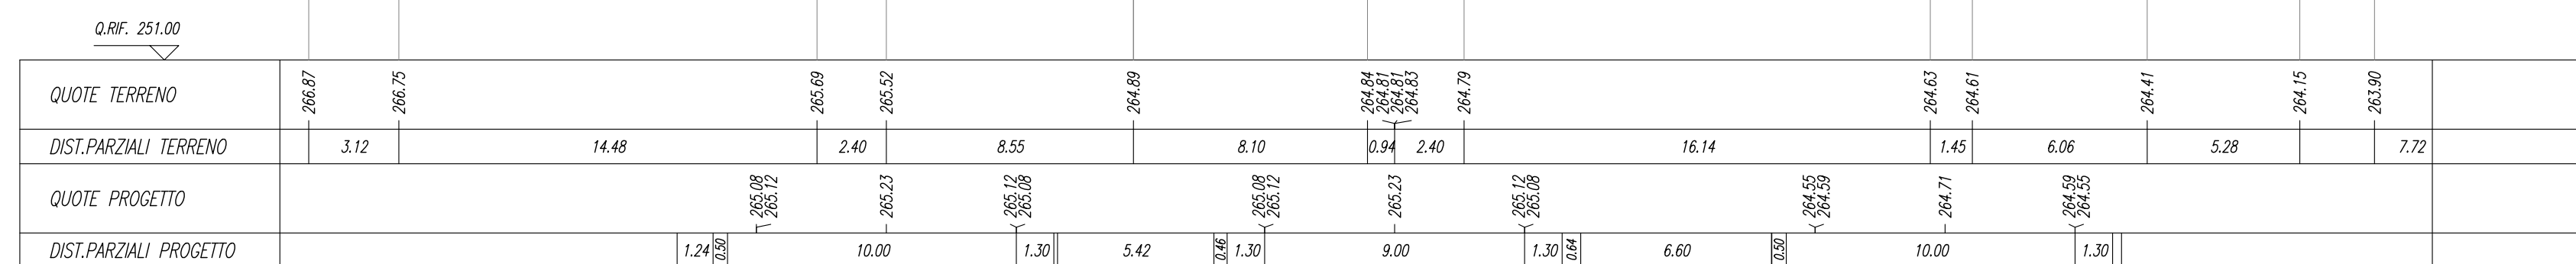 Q.RIF. 251.00
QUOTE TERRENO 266.87 266.75 265.69 265.52 264.89 264.84 264.81 264.81 264.83 264.79 264.63 264.61 264.41 264.15 263.90
DIST.PARZIALI TERRENO 3.12 14.48 2.40 8.55 8.10 0.94 2.40 16.14 1.45 6.06 5.28 7.72
QUOTE PROGETTO 265.08 265.12 265.23 265.12 265.08 265.08 265.12 265.23 265.12 265.08 264.55 264.59 264.71 264.59 264.55
DIST.PARZIALI PROGETTO 1.24 0.50 10.00 1.30 5.42 0.46 1.30 9.00 1.30 0.64 6.60 0.50 10.00 1.30